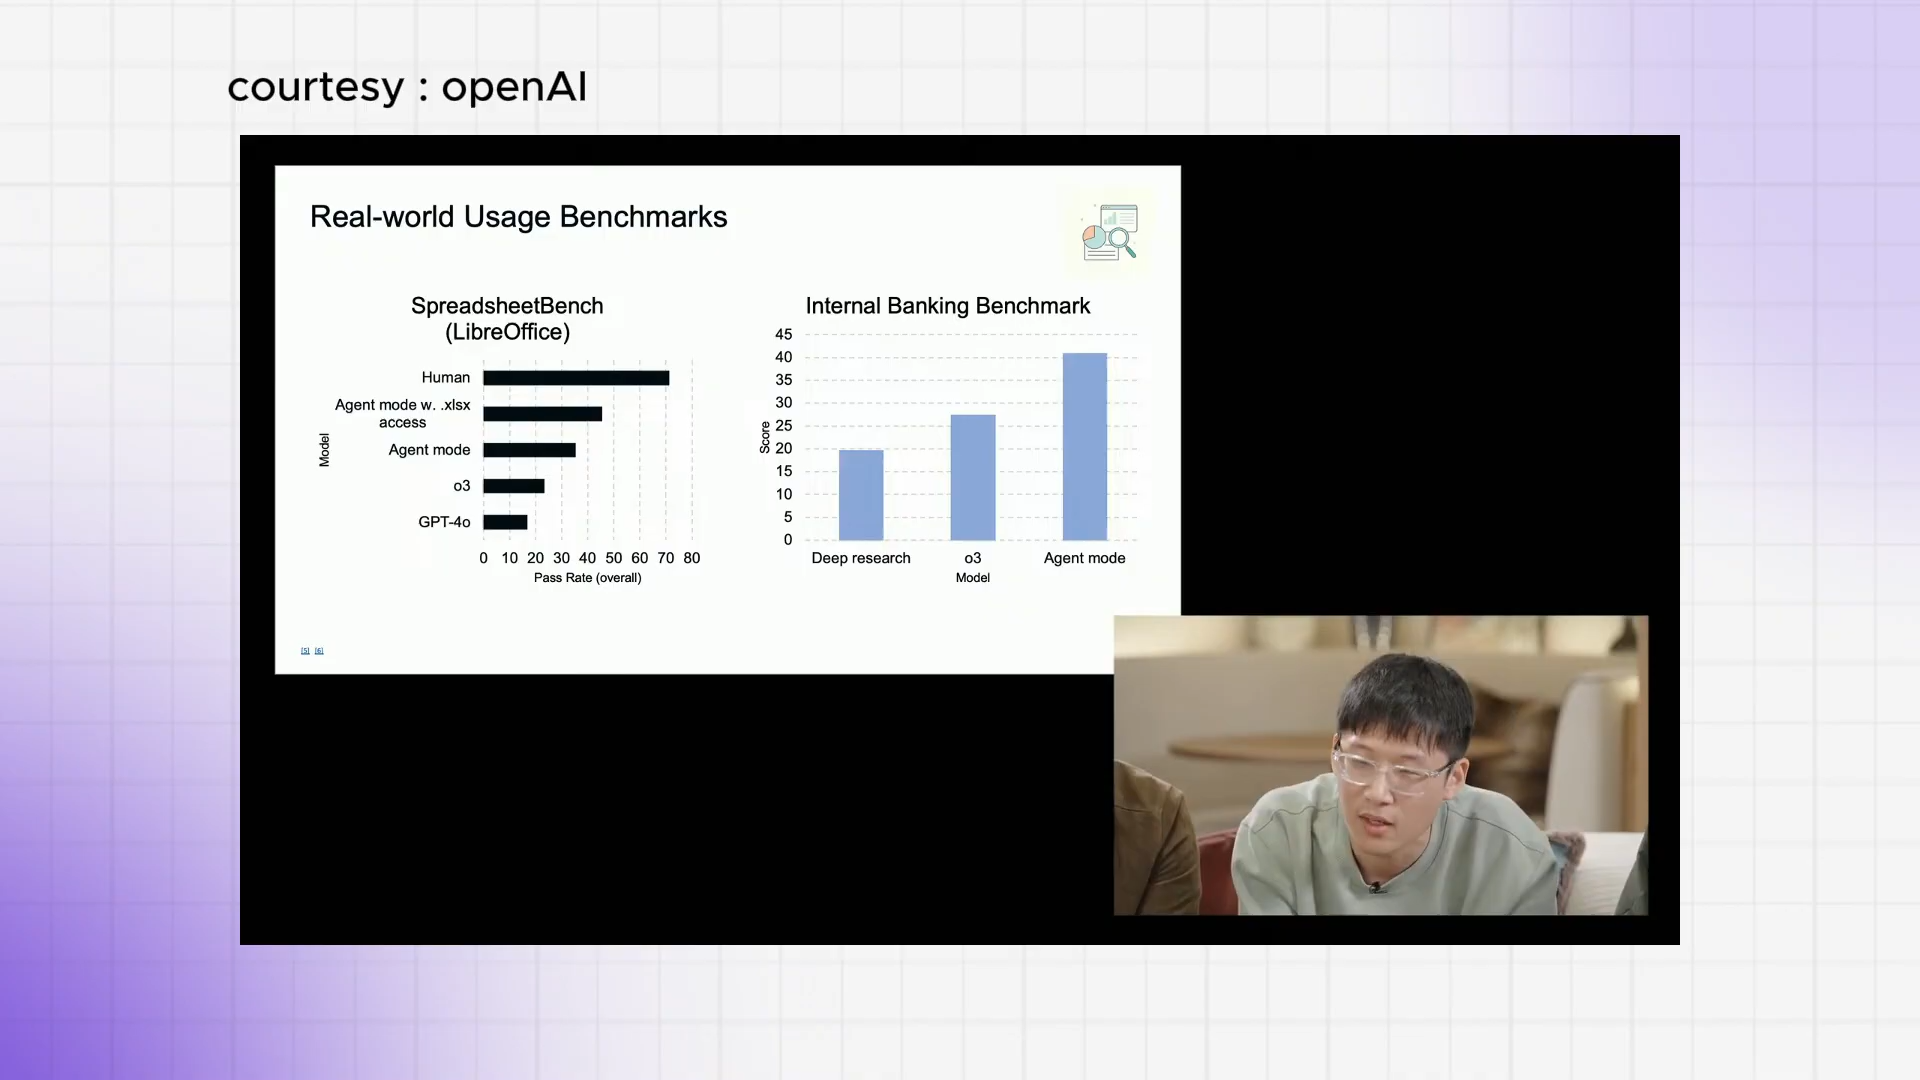 courtesy : openAI
Real-world Usage Benchmarks
SpreadsheetBench
(LibreOffice)
Model
Human
Agent mode w. .xlsx
access
Agent mode
o3
GPT-4o
0 10 20 30 40 50 60 70 80
Pass Rate (overall)
Internal Banking Benchmark
Score
45
40
35
30
25
20
15
10
5
0
Deep research o3 Agent mode
Model
[5] [6]